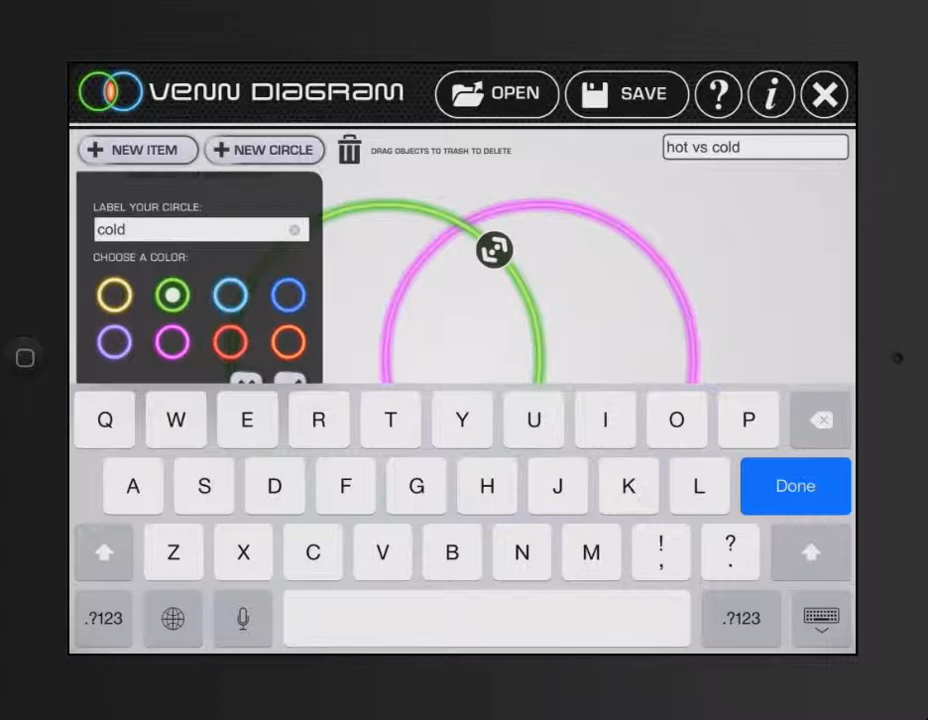 VENN DIAGRAM
OPEN
SAVE
?
i
+ NEW ITEM
+ NEW CIRCLE
DRAG OBJECTS TO TRASH TO DELETE
hot vs cold
LABEL YOUR CIRCLE:
cold
CHOOSE A COLOR:
Q W E R T Y U I O P
A S D F G H J K L Done
Z X C V B N M ! , ? .
.?123 .?123